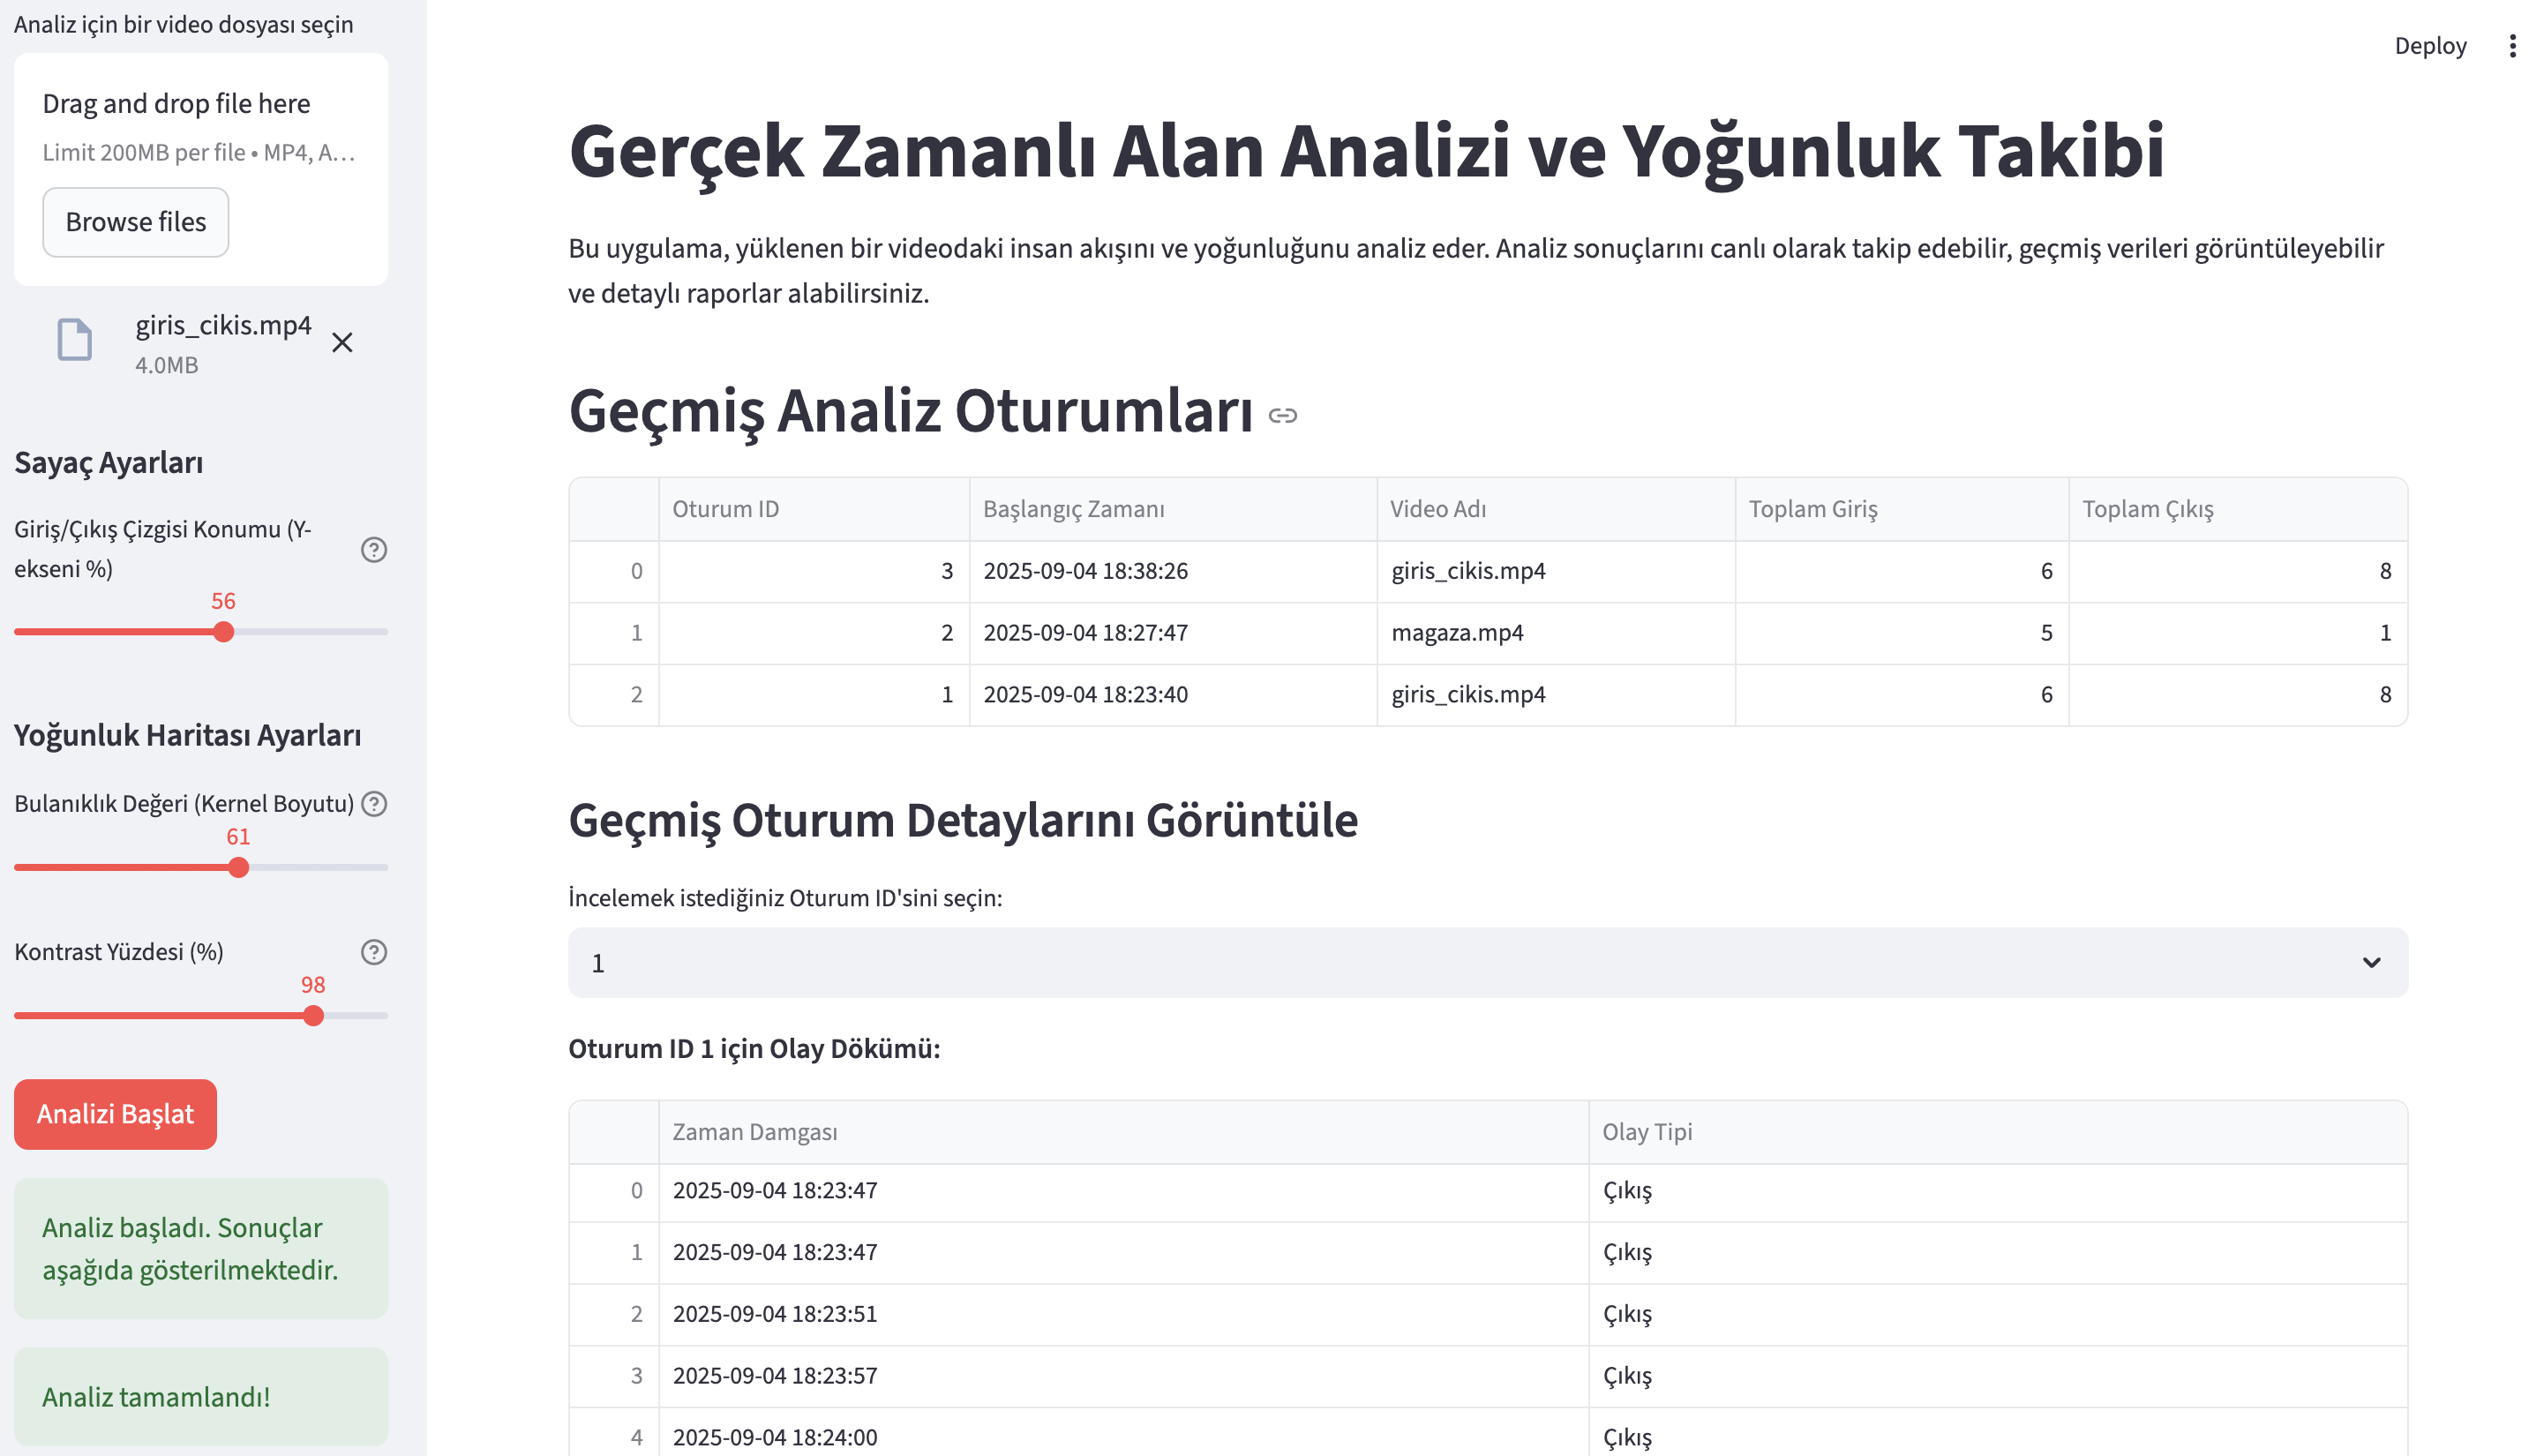 Analiz için bir video dosyası seçin
Drag and drop file here
Limit 200MB per file • MP4, A...
Browse files
giris_cikis.mp4
4.0MB
Sayaç Ayarları
Giriş/Çıkış Çizgisi Konumu (Y-
ekseni %)
56
Yoğunluk Haritası Ayarları
Bulanıklık Değeri (Kernel Boyutu)
61
Kontrast Yüzdesi (%)
98
Analizi Başlat
Analiz başladı. Sonuçlar
aşağıda gösterilmektedir.
Analiz tamamlandı!
Deploy
Gerçek Zamanlı Alan Analizi ve Yoğunluk Takibi
Bu uygulama, yüklenen bir videodaki insan akışını ve yoğunluğunu analiz eder. Analiz sonuçlarını canlı olarak takip edebilir, geçmiş verileri görüntüleyebilir
ve detaylı raporlar alabilirsiniz.
Geçmiş Analiz Oturumları
Oturum ID Başlangıç Zamanı Video Adı Toplam Giriş Toplam Çıkış
0 3 2025-09-04 18:38:26 giris_cikis.mp4 6 8
1 2 2025-09-04 18:27:47 magaza.mp4 5 1
2 1 2025-09-04 18:23:40 giris_cikis.mp4 6 8
Geçmiş Oturum Detaylarını Görüntüle
İncelemek istediğiniz Oturum ID'sini seçin:
1
Oturum ID 1 için Olay Dökümü:
Zaman Damgası Olay Tipi
0 2025-09-04 18:23:47 Çıkış
1 2025-09-04 18:23:47 Çıkış
2 2025-09-04 18:23:51 Çıkış
3 2025-09-04 18:23:57 Çıkış
4 2025-09-04 18:24:00 Çıkış